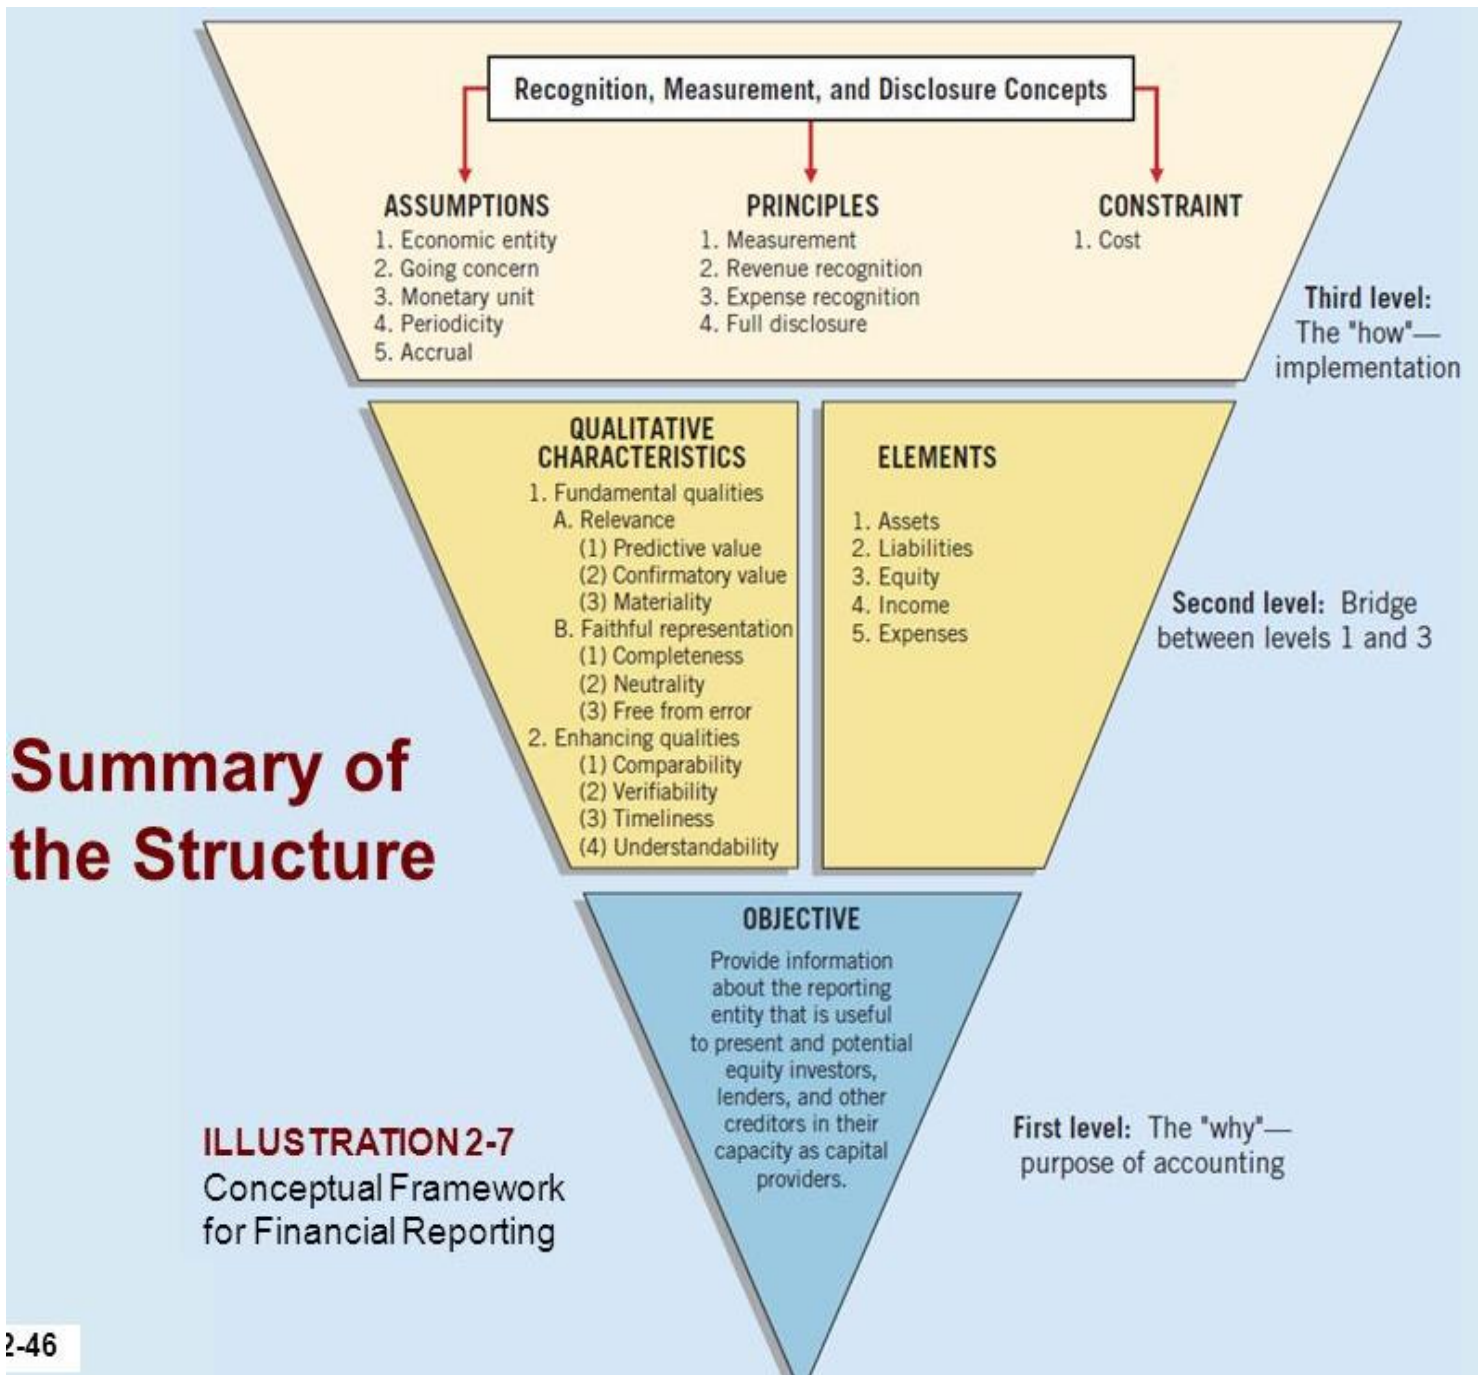 Recognition, Measurement, and Disclosure Concepts
ASSUMPTIONS
1. Economic entity
2. Going concern
3. Monetary unit
4. Periodicity
5. Accrual
PRINCIPLES
1. Measurement
2. Revenue recognition
3. Expense recognition
4. Full disclosure
CONSTRAINT
1. Cost
Third level:
The "how"—
implementation
QUALITATIVE
CHARACTERISTICS
1. Fundamental qualities
A. Relevance
(1) Predictive value
(2) Confirmatory value
(3) Materiality
B. Faithful representation
(1) Completeness
(2) Neutrality
(3) Free from error
2. Enhancing qualities
(1) Comparability
(2) Verifiability
(3) Timeliness
(4) Understandability
ELEMENTS
1. Assets
2. Liabilities
3. Equity
4. Income
5. Expenses
Second level: Bridge
between levels 1 and 3
Summary of
the Structure
OBJECTIVE
Provide information
about the reporting
entity that is useful
to present and potential
equity investors,
lenders, and other
creditors in their
capacity as capital
providers.
First level: The "why"—
purpose of accounting
ILLUSTRATION 2-7
Conceptual Framework
for Financial Reporting
2-46